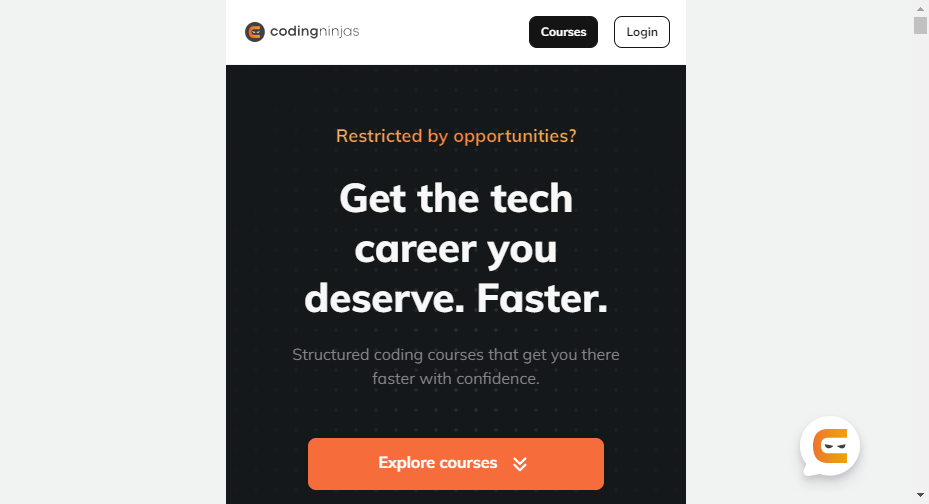 codingninjas
Courses
Login
Restricted by opportunities?
Get the tech
career you
deserve. Faster.
Structured coding courses that get you there
faster with confidence.
Explore courses